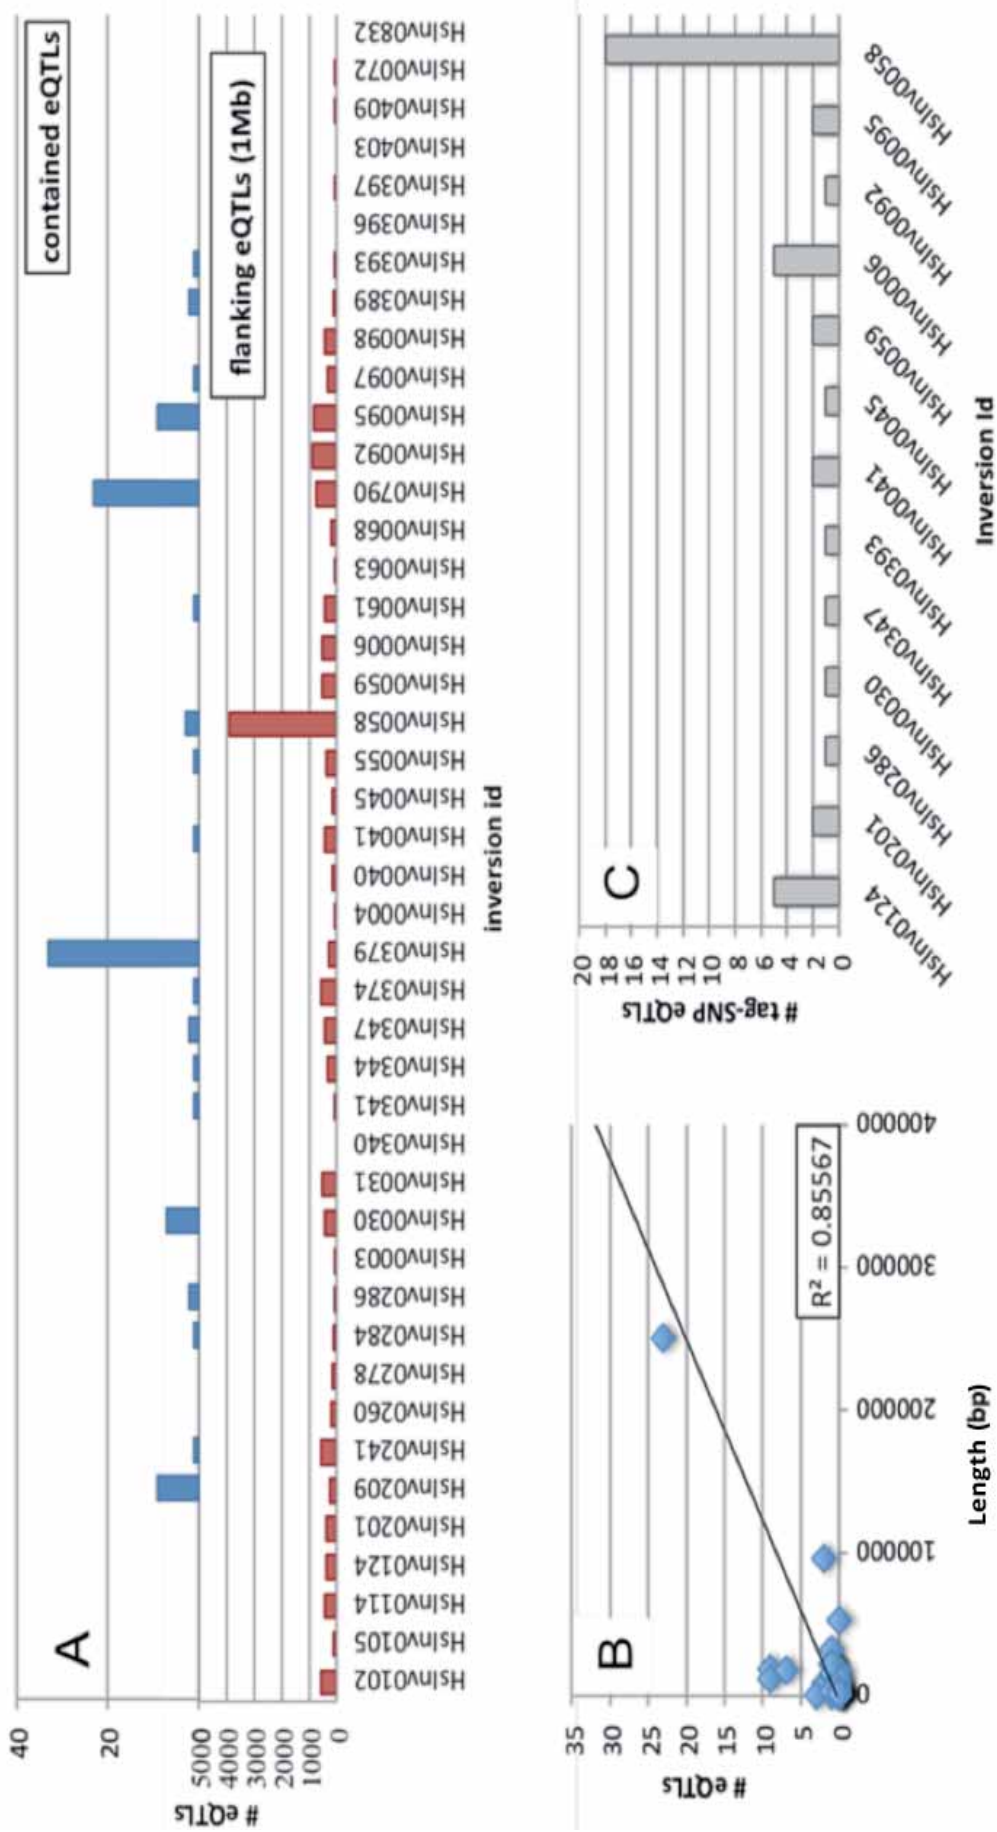 A
contained eQTLs
40
20
5000
4000
3000
2000
1000
0
# eQTLs
flanking eQTLs (1Mb)
HsInv0102
HsInv0105
HsInv0114
HsInv0124
HsInv0201
HsInv0209
HsInv0241
HsInv0260
HsInv0278
HsInv0284
HsInv0286
HsInv0003
HsInv0030
HsInv0031
HsInv0340
HsInv0341
HsInv0344
HsInv0347
HsInv0374
HsInv0379
HsInv0004
HsInv0040
HsInv0041
HsInv0045
HsInv0055
HsInv0058
HsInv0059
HsInv0006
HsInv0061
HsInv0063
HsInv0068
HsInv0790
HsInv0092
HsInv0095
HsInv0097
HsInv0098
HsInv0389
HsInv0393
HsInv0396
HsInv0397
HsInv0403
HsInv0409
HsInv0072
HsInv0832
inversion id
B
35
30
25
20
15
10
5
0
# eQTLs
R² = 0.85567
0
100000
200000
300000
400000
Length (bp)
C
20
18
16
14
12
10
8
6
4
2
0
# tag-SNP eQTLs
HsInv0124
HsInv0201
HsInv0286
HsInv0030
HsInv0347
HsInv0393
HsInv0041
HsInv0045
HsInv0059
HsInv0006
HsInv0092
HsInv0095
HsInv0058
Inversion Id